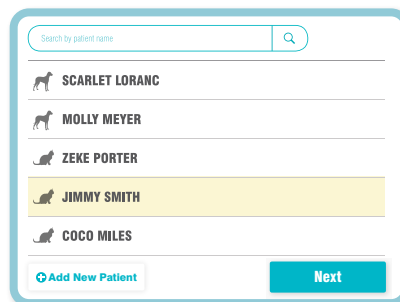 Search by patient name
SCARLET LORANC
MOLLY MEYER
ZEKE PORTER
JIMMY SMITH
COCO MILES
Add New Patient
Next